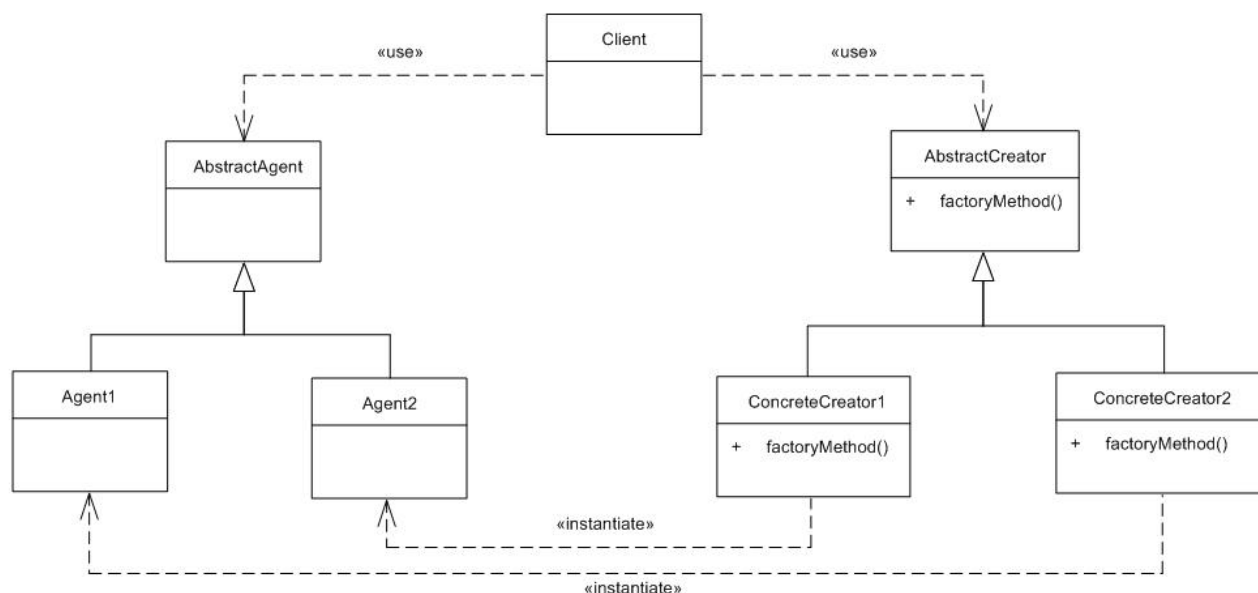 Client
«use»
«use»
AbstractAgent
AbstractCreator
+ factoryMethod()
Agent1
Agent2
ConcreteCreator1
+ factoryMethod()
ConcreteCreator2
+ factoryMethod()
«instantiate»
«instantiate»